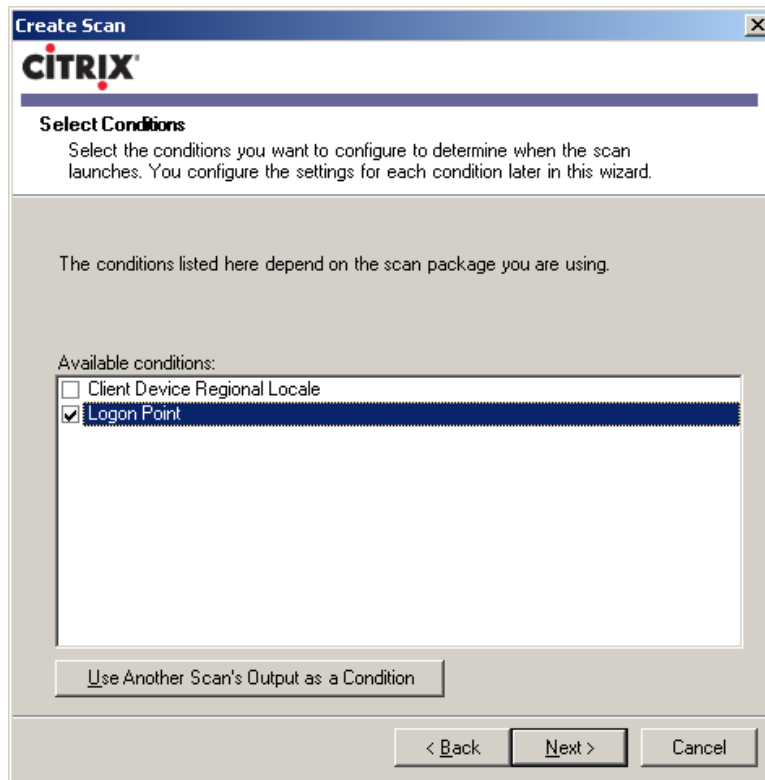 Create Scan
CiTRIX®
Select Conditions
Select the conditions you want to configure to determine when the scan
launches. You configure the settings for each condition later in this wizard.
The conditions listed here depend on the scan package you are using.
Available conditions:
Client Device Regional Locale
Logon Point
Use Another Scan's Output as a Condition
< Back Next > Cancel